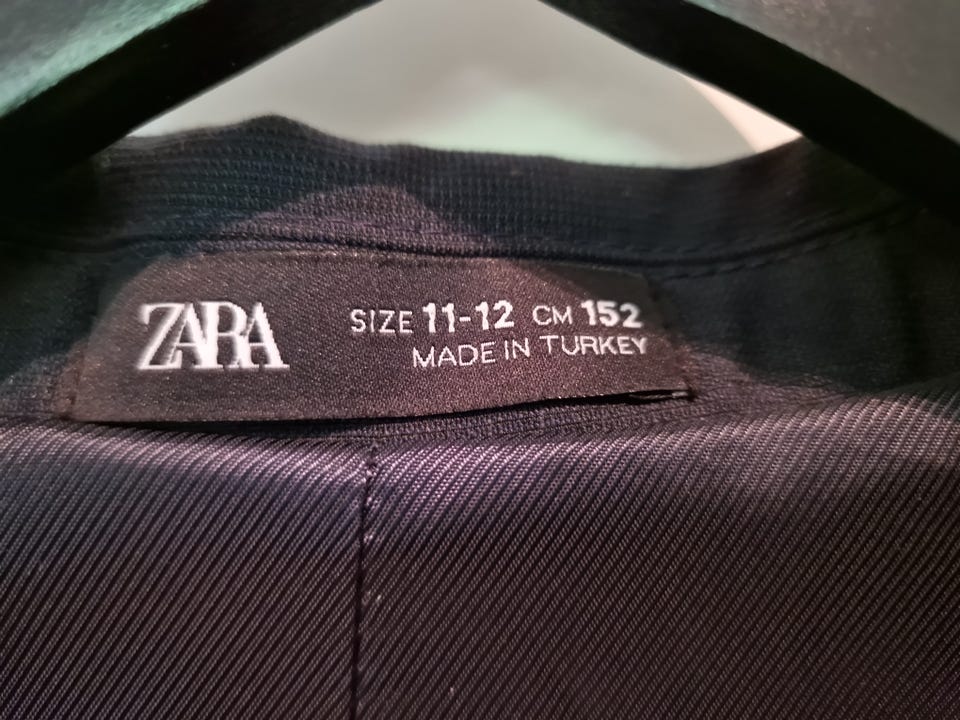 ZARA
SIZE 11-12 CM 152
MADE IN TURKEY